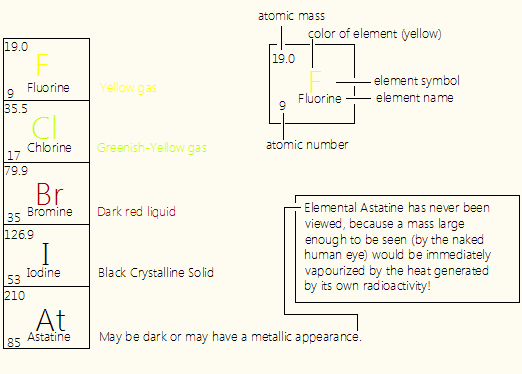 atomic mass
color of element (yellow)
19.0
F
Fluorine
9
element symbol
element name
atomic number
19.0
F
9 Fluorine
Yellow gas
35.5
Cl
17 Chlorine
Greenish-Yellow gas
79.9
Br
35 Bromine
Dark red liquid
126.9
I
53 Iodine
Black Crystalline Solid
210
At
85 Astatine
May be dark or may have a metallic appearance.
Elemental Astatine has never been
viewed, because a mass large
enough to be seen (by the naked
human eye) would be immediately
vapourized by the heat generated
by its own radioactivity!